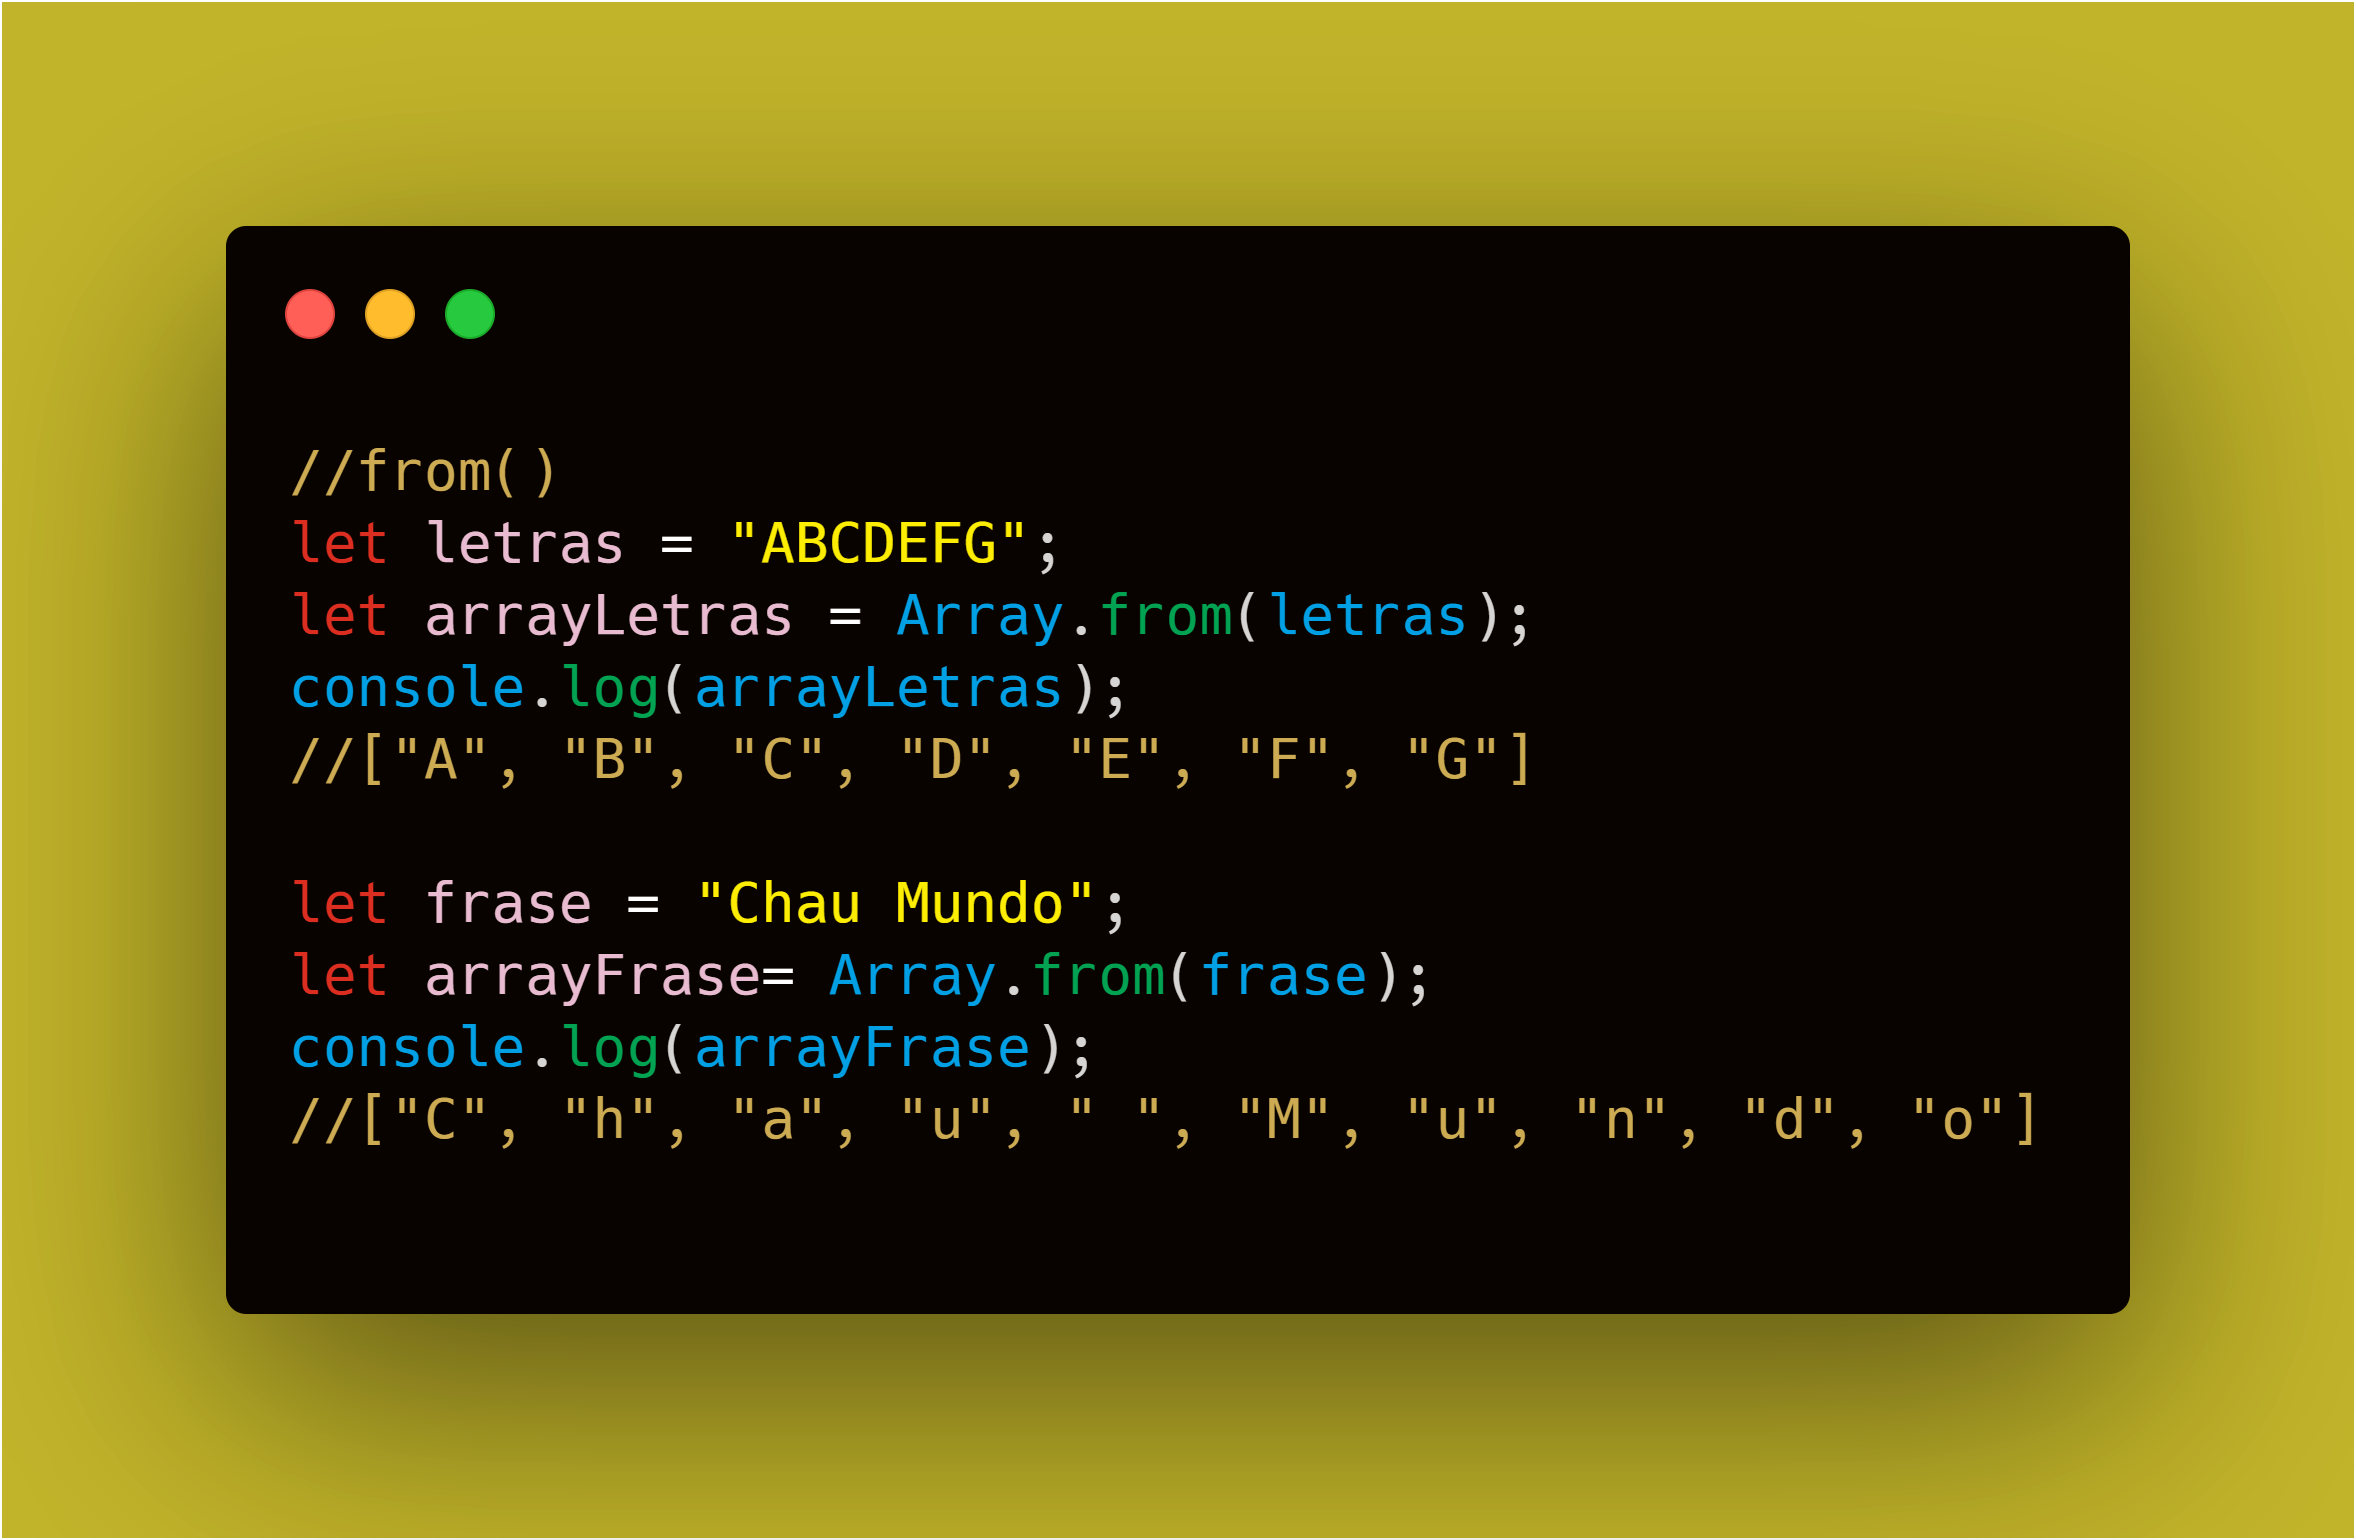 //from()
let letras = "ABCDEFG";
let arrayLetras = Array.from(letras);
console.log(arrayLetras);
//["A", "B", "C", "D", "E", "F", "G"]
let frase = "Chau Mundo";
let arrayFrase= Array.from(frase);
console.log(arrayFrase);
//["C", "h", "a", "u", " ", "M", "u", "n", "d", "o"]